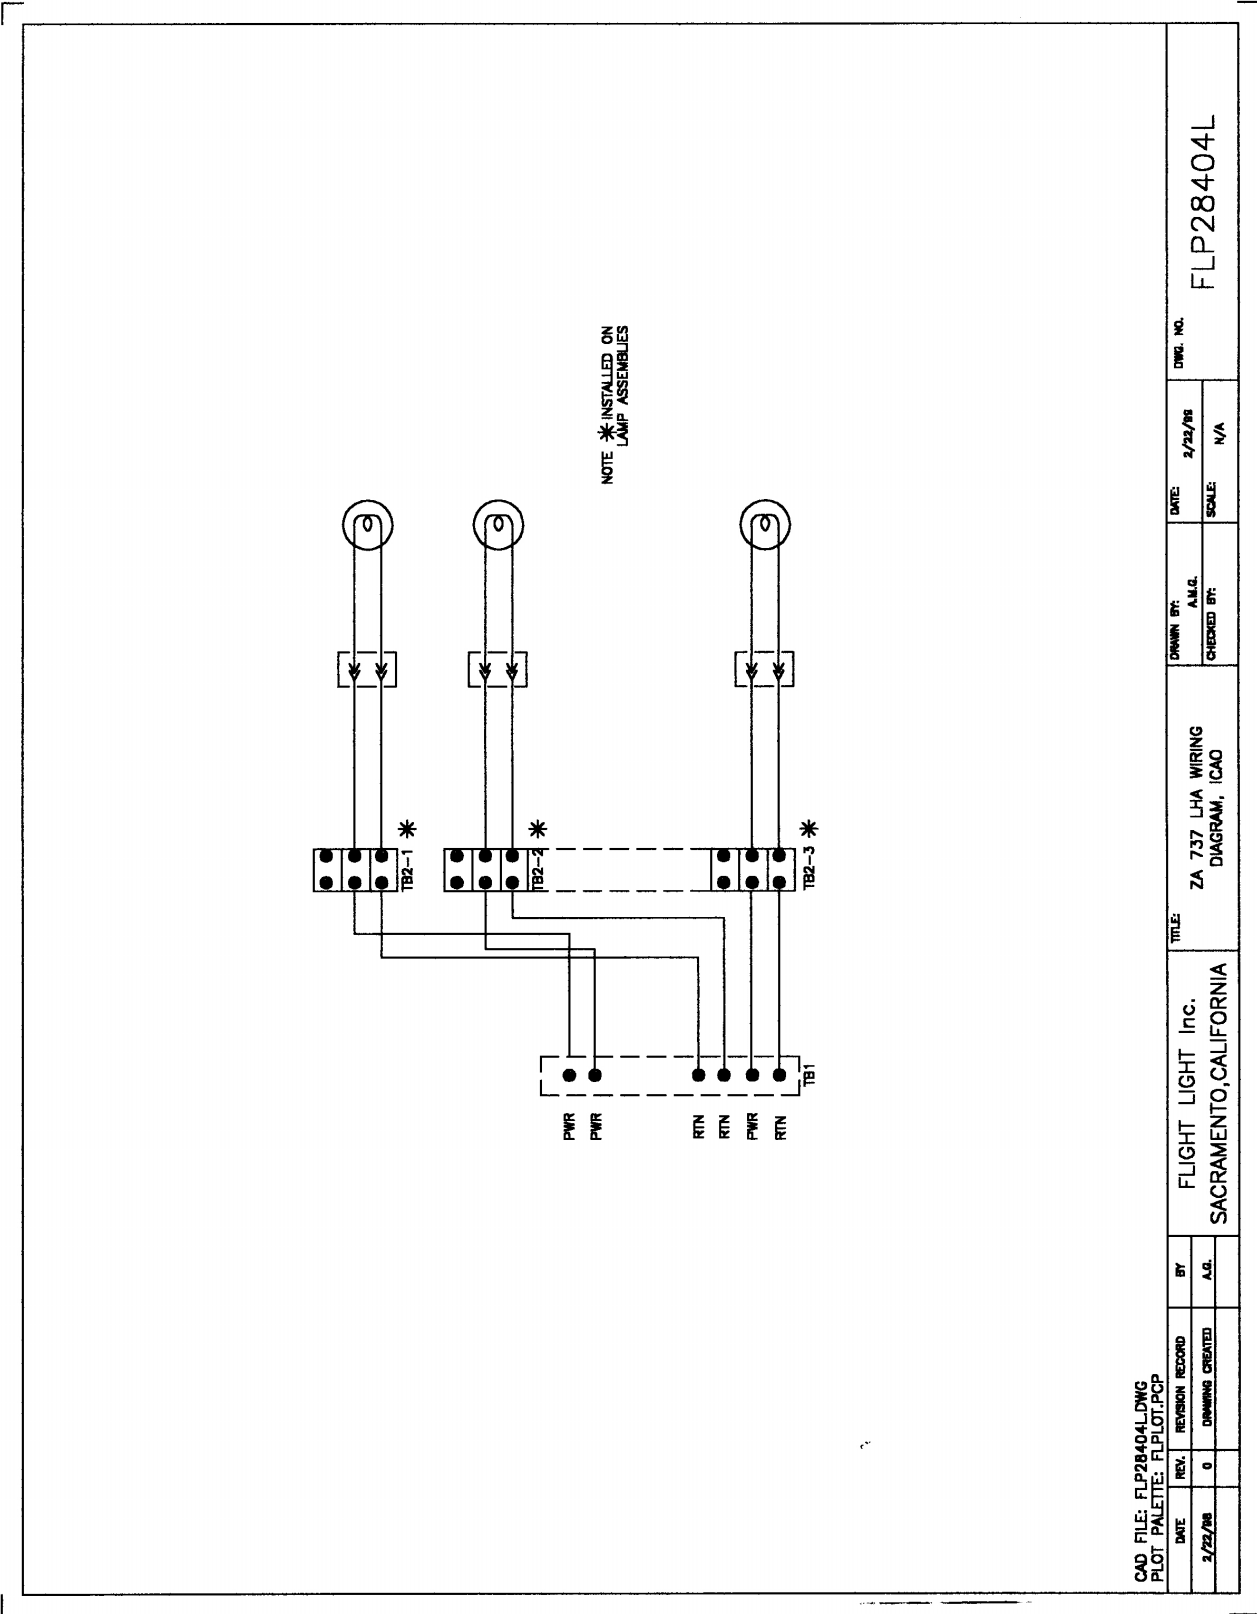 NOTE ✳ INSTALLED ON
LAMP ASSEMBLIES
TB2-1 ✳
TB2-2 ✳
TB2-3 ✳
PWR
PWR
RTN
RTN
PWR
RTN
TB1
CAD FILE: FLP28404L.DWG
PLOT PALETTE: FLPLOT.PCP
DATE REV. REVISION RECORD BY
2/22/98 0 DRAWING CREATED A.G.
FLIGHT LIGHT Inc.
SACRAMENTO,CALIFORNIA
TITLE:
ZA 737 LHA WIRING
DIAGRAM, ICAO
DRAWN BY:
A.M.G.
CHECKED BY:
DATE:
2/22/98
SCALE:
N/A
DWG. NO.
FLP28404L